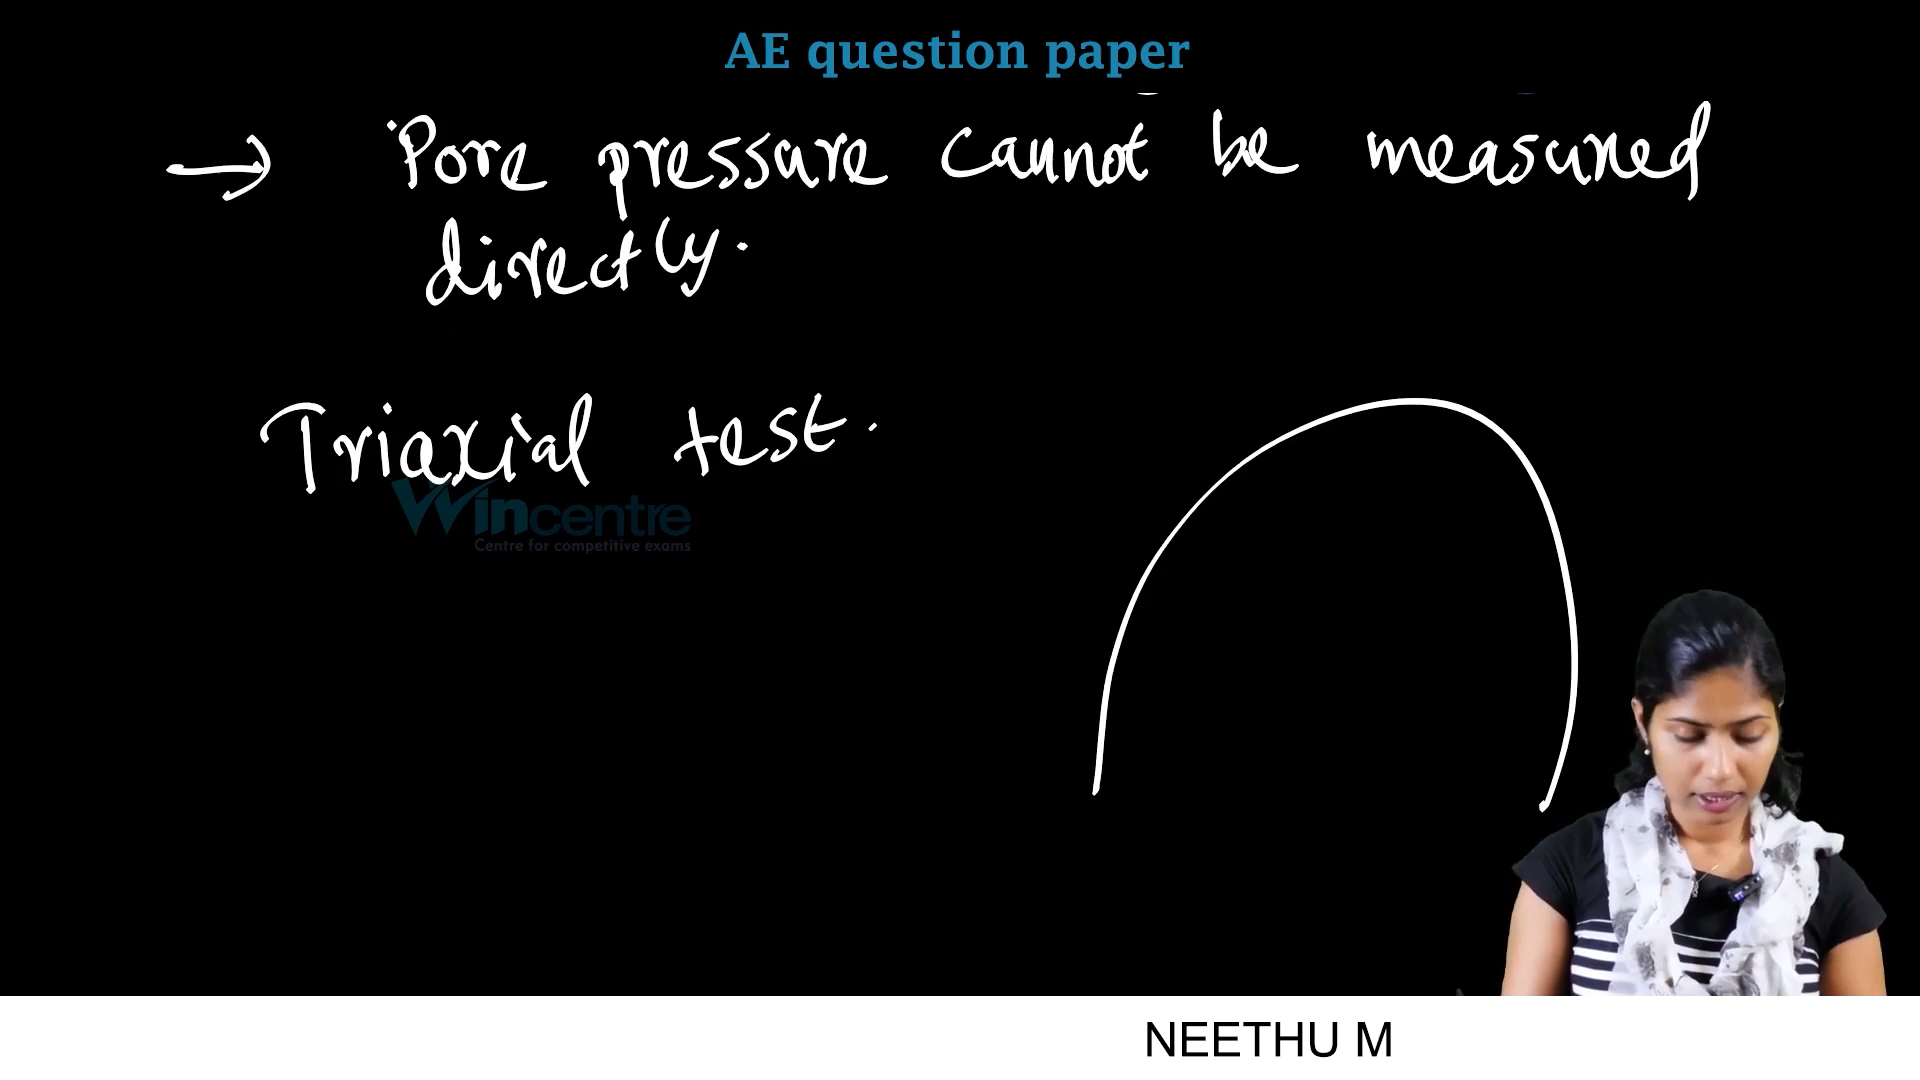 AE question paper
→ Pore pressure cannot be measured
directly.
Triaxial test.
Wincentre
Centre for competitive exams
NEETHU M